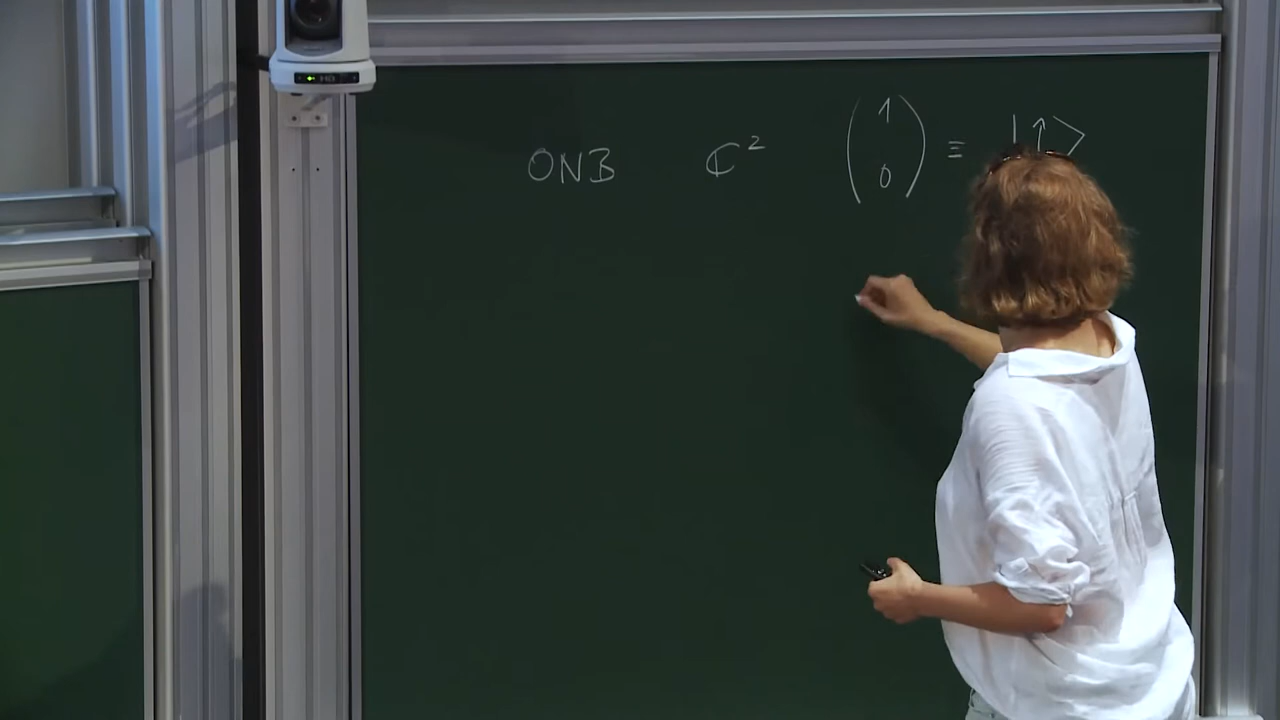 ONB ℂ² (1 0) ≡ |↑⟩